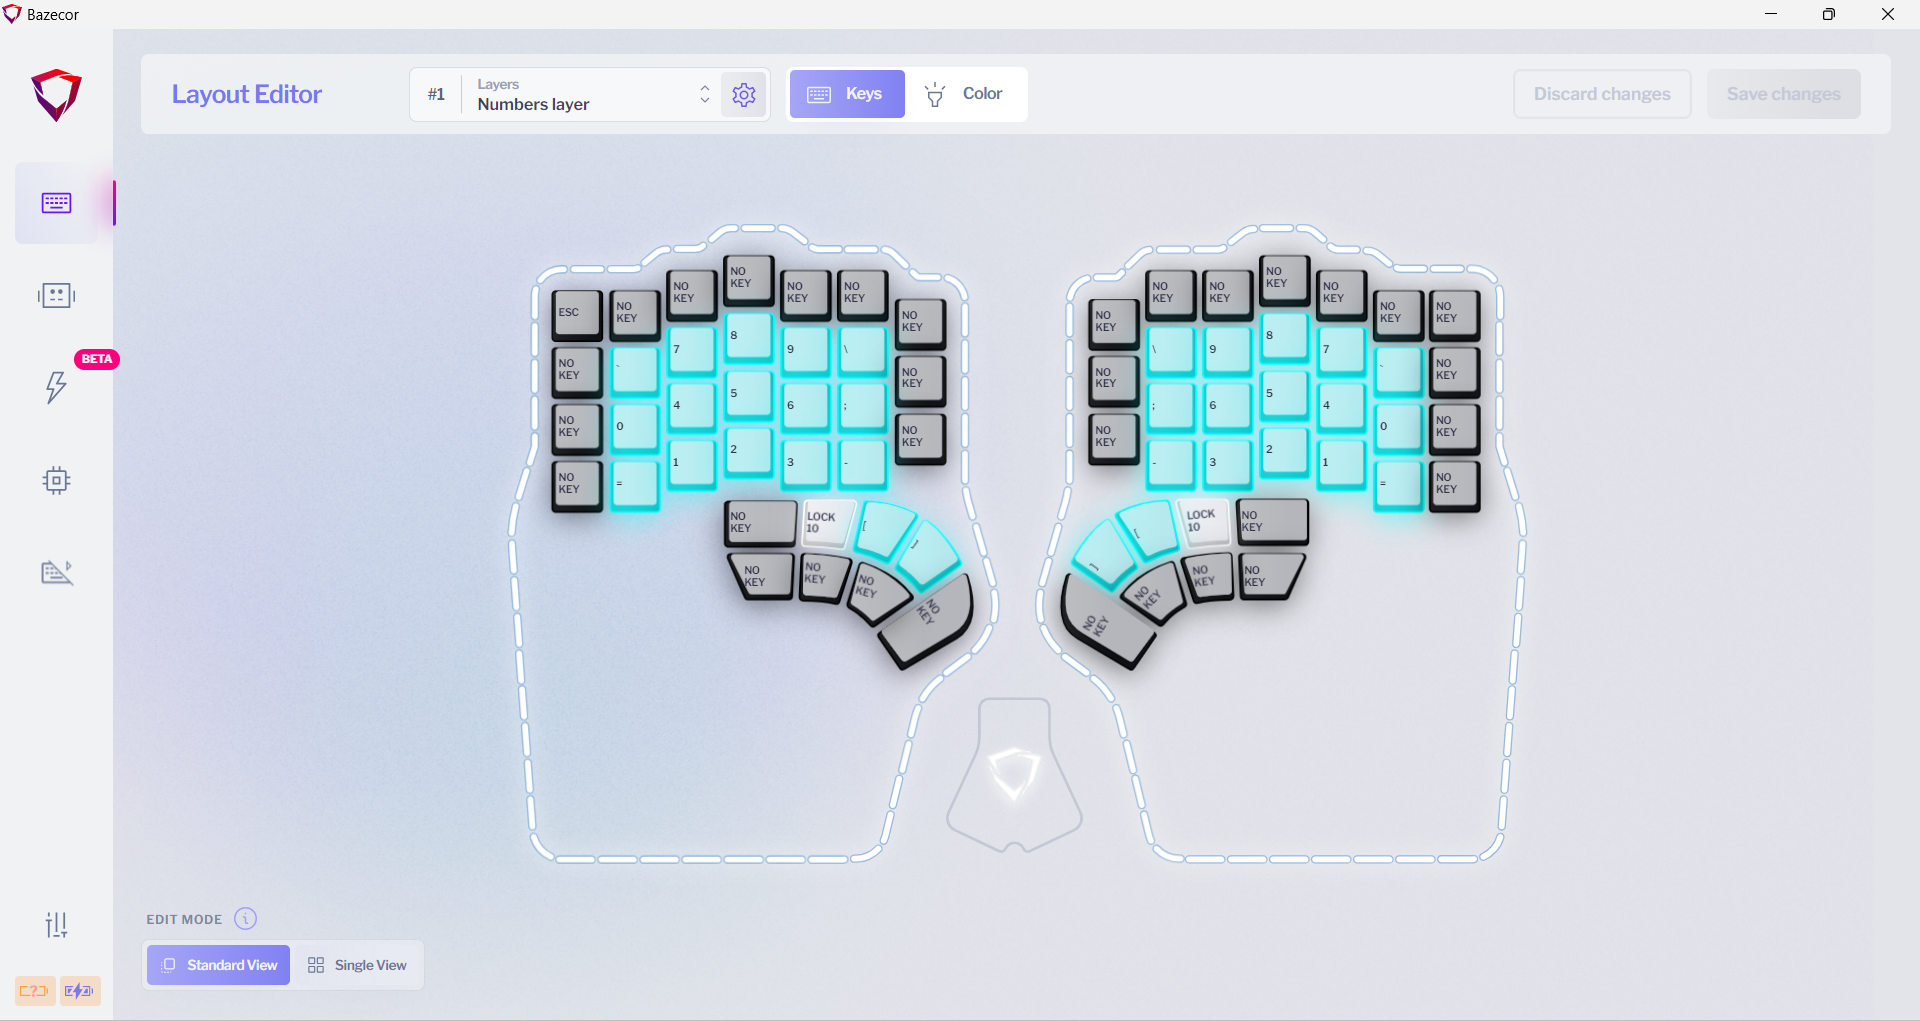 Bazecor
Layout Editor
#1
Layers
Numbers layer
Keys
Color
Discard changes
Save changes
BETA
ESC
NO KEY
NO KEY
NO KEY
NO KEY
NO KEY
NO KEY
NO KEY
`
7
8
9
\
NO KEY
NO KEY
0
4
5
6
;
NO KEY
NO KEY
=
1
2
3
-
NO KEY
LOCK 10
[
]
NO KEY
NO KEY
NO KEY
NO KEY
NO KEY
NO KEY
NO KEY
NO KEY
NO KEY
NO KEY
NO KEY
NO KEY
\
9
8
7
`
NO KEY
NO KEY
;
6
5
4
0
NO KEY
-
3
2
1
=
NO KEY
]
[
LOCK 10
NO KEY
NO KEY
NO KEY
NO KEY
NO KEY
EDIT MODE
i
Standard View
Single View
?